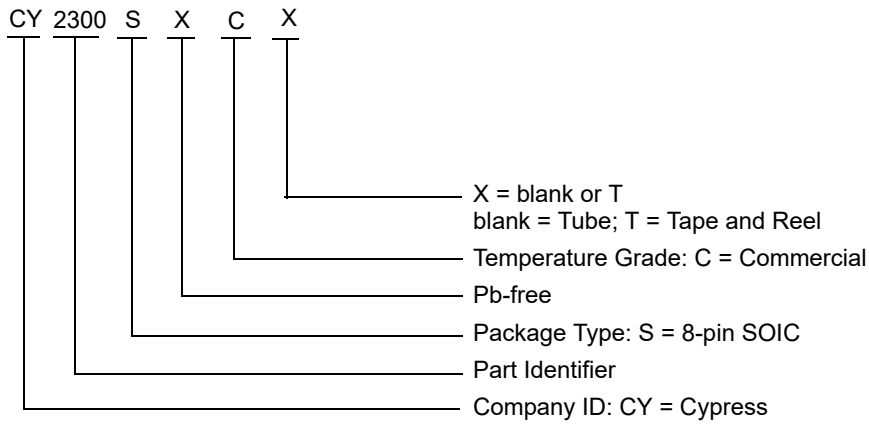 CY 2300 S X C X
X = blank or T
blank = Tube; T = Tape and Reel
Temperature Grade: C = Commercial
Pb-free
Package Type: S = 8-pin SOIC
Part Identifier
Company ID: CY = Cypress